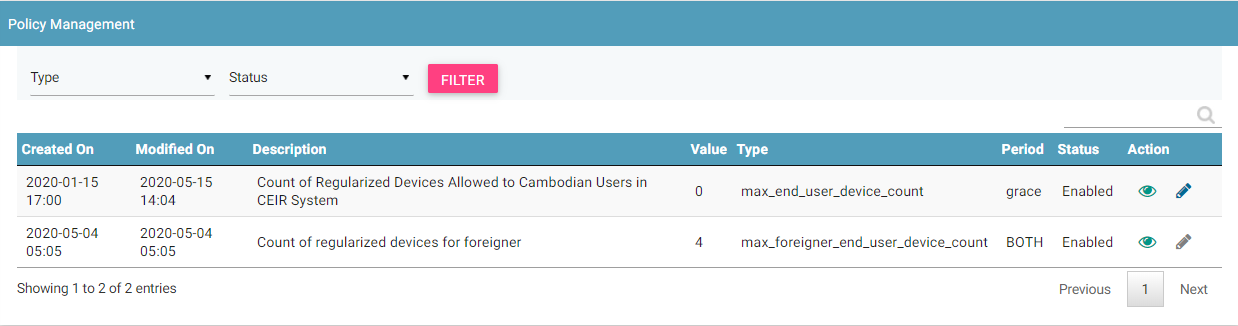 Policy Management
Type Status FILTER
Created On Modified On Description Value Type Period Status Action
2020-01-15 17:00 2020-05-15 14:04 Count of Regularized Devices Allowed to Cambodian Users in CEIR System 0 max_end_user_device_count grace Enabled
2020-05-04 05:05 2020-05-04 05:05 Count of regularized devices for foreigner 4 max_foreigner_end_user_device_count BOTH Enabled
Showing 1 to 2 of 2 entries Previous 1 Next